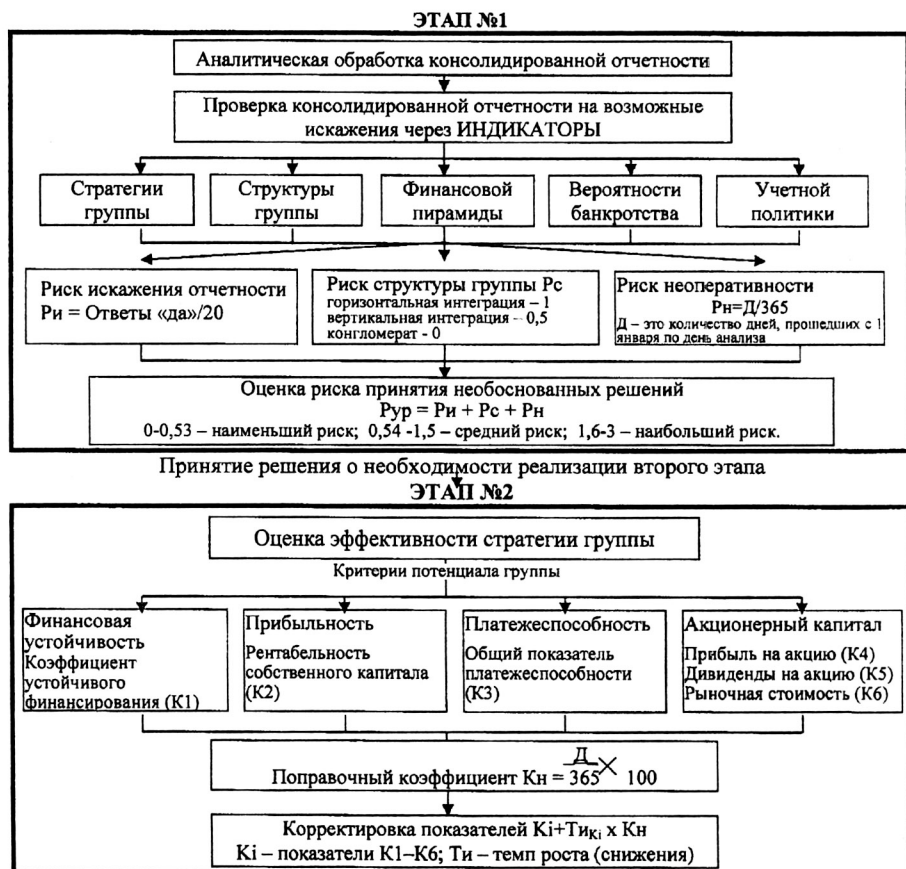 ЭТАП №1
Аналитическая обработка консолидированной отчетности
Проверка консолидированной отчетности на возможные
искажения через ИНДИКАТОРЫ
Стратегии
группы
Структуры
группы
Финансовой
пирамиды
Вероятности
банкротства
Учетной
политики
Риск искажения отчетности
Ри = Ответы «да»/20
Риск структуры группы Рс
горизонтальная интеграция – 1
вертикальная интеграция – 0,5
конгломерат - 0
Риск неоперативности
Рн=Д/365
Д – это количество дней, прошедших с 1
января по день анализа
Оценка риска принятия необоснованных решений
Рур = Ри + Рс + Рн
0-0,53 – наименьший риск; 0,54 -1,5 – средний риск; 1,6-3 – наибольший риск.
Принятие решения о необходимости реализации второго этапа
ЭТАП №2
Оценка эффективности стратегии группы
Критерии потенциала группы
Финансовая
устойчивость
Коэффициент
устойчивого
финансирования (К1)
Прибыльность
Рентабельность
собственного
капитала (К2)
Платежеспособность
Общий показатель
платежеспособности
(К3)
Акционерный капитал
Прибыль на акцию (К4)
Дивиденды на акцию (К5)
Рыночная стоимость (К6)
Поправочный коэффициент Кн = Д/365 × 100
Корректировка показателей Ki+ТиKi х Кн
Ki – показатели К1–К6; Ти – темп роста (снижения)